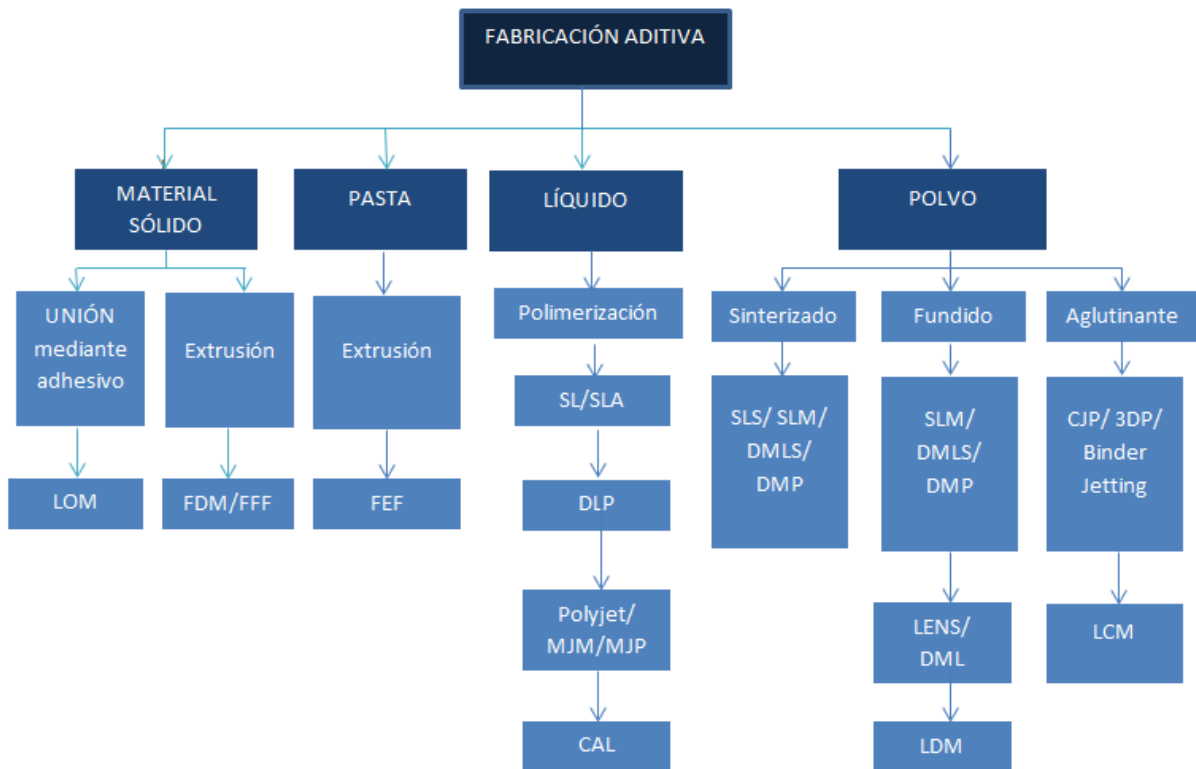 FABRICACIÓN ADITIVA
MATERIAL
SÓLIDO
PASTA
LÍQUIDO
POLVO
UNIÓN
mediante
adhesivo
Extrusión
Extrusión
Polimerización
Sinterizado
Fundido
Aglutinante
SL/SLA
SLS/ SLM/
DMLS/
DMP
SLM/
DMLS/
DMP
CJP/ 3DP/
Binder
Jetting
LOM
FDM/FFF
FEF
DLP
Polyjet/
MJM/MJP
LENS/
DML
LCM
CAL
LDM